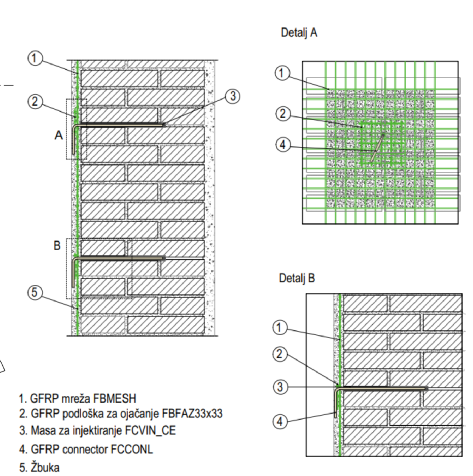 Detalj A
1
2
A
3
B
5
1
2
4
Detalj B
1
2
3
4
1. GFRP mreža FBMESH
2. GFRP podloška za ojačanje FBFAZ33x33
3. Masa za injektiranje FCVIN_CE
4. GFRP connector FCCONL
5. Žbuka